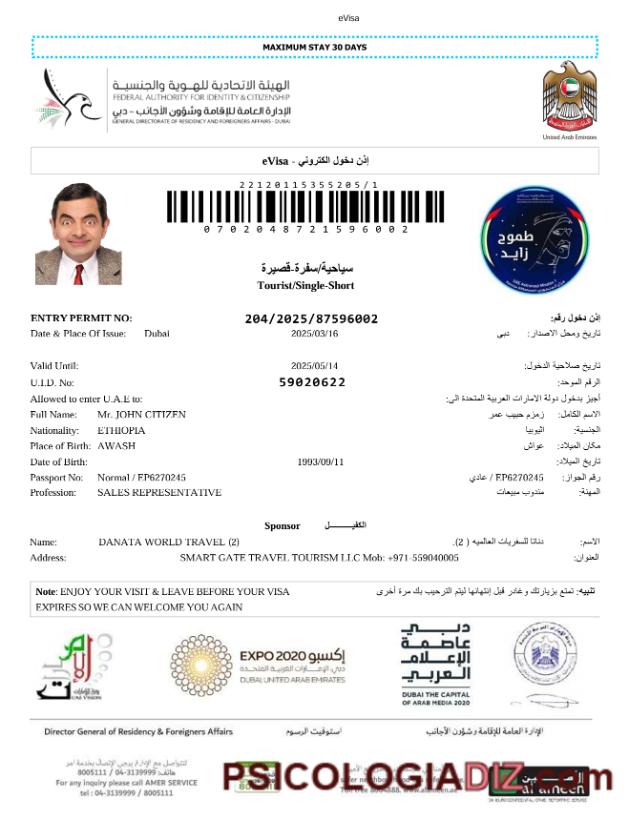 eVisa
MAXIMUM STAY 30 DAYS
الهيئة الاتحادية للهوية والجنسية
FEDERAL AUTHORITY FOR IDENTITY & CITIZENSHIP
الإدارة العامة للإقامة وشؤون الأجانب – دبي
GENERAL DIRECTORATE OF RESIDENCY AND FOREIGNERS AFFAIRS - DUBAI
United Arab Emirates
إذن دخول الكتروني - eVisa
22120115355205/1
0702048721596002
طموح زايد
سياحية/سفرة-قصيرة
Tourist/Single-Short
ENTRY PERMIT NO: 204/2025/87596002 إذن دخول رقم:
Date & Place Of Issue: Dubai 2025/03/16 تاريخ ومحل الاصدار: دبى
Valid Until: 2025/05/14 تاريخ صلاحية الدخول:
U.I.D. No: 59020622 الرقم الموحد:
Allowed to enter U.A.E to: أجيز بدخول دولة الامارات العربية المتحدة الى:
Full Name: Mr. JOHN CITIZEN الاسم الكامل: زمزم حبيب عمر
Nationality: ETHIOPIA الجنسية: اثيوبيا
Place of Birth: AWASH مكان الميلاد: عواش
Date of Birth: 1993/09/11 تاريخ الميلاد:
Passport No: Normal / EP6270245 رقم الجواز: عادي / EP6270245
Profession: SALES REPRESENTATIVE المهنة: مندوب مبيعات
Sponsor الكفيــــــل
Name: DANATA WORLD TRAVEL (2) الاسم: دناتا للسفريات العالميه ( 2).
Address: SMART GATE TRAVEL TOURISM LLC Mob: +971-559040005 العنوان:
Note: ENJOY YOUR VISIT & LEAVE BEFORE YOUR VISA تنبيه: تمتع بزيارتك وغادر قبل إنتهائها ليتم الترحيب بك مرة أخرى
EXPIRES SO WE CAN WELCOME YOU AGAIN
UAE VISION
إكسبو EXPO 2020
دبي، الإمارات العربية المتحدة
DUBAI, UNITED ARAB EMIRATES
دبـــي
عاصمة
الإعلام
العربي
DUBAI THE CAPITAL
OF ARAB MEDIA 2020
Director General of Residency & Foreigners Affairs استوفيت الرسوم الإدارة العامة للإقامة وشؤون الأجانب
للتواصل مع الإدارة يرجى الإتصال بخدمة آمر
هاتف: 04-3139999 / 8005111
For any inquiry please call AMER SERVICE
tel : 04-3139999 / 8005111
PSICOLOGIADIZ.com
al ameen